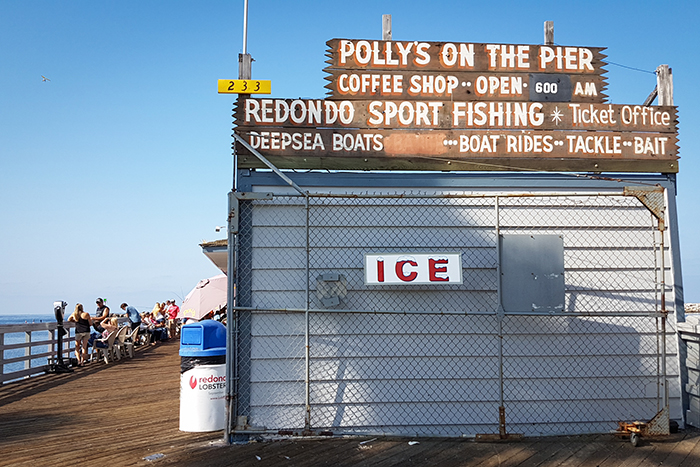 POLLY'S ON THE PIER
COFFEE SHOP·· OPEN· 600 AM
233
REDONDO SPORT FISHING * Ticket Office
DEEPSEA BOATS ···BOAT RIDES··TACKLE··BAIT
ICE
redondo
LOBSTER